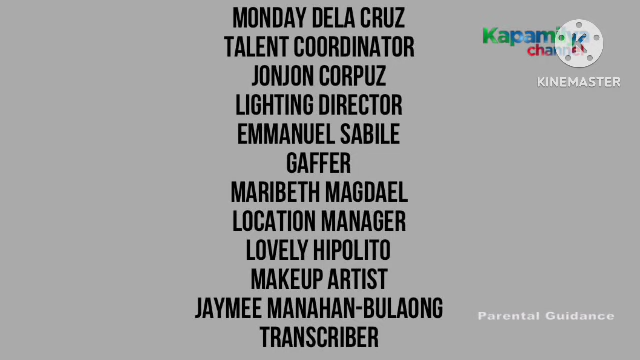 MONDAY DELA CRUZ
TALENT COORDINATOR
JONJON CORPUZ
LIGHTING DIRECTOR
EMMANUEL SABILE
GAFFER
MARIBETH MAGDAEL
LOCATION MANAGER
LOVELY HIPOLITO
MAKEUP ARTIST
JAYMEE MANAHAN-BULAONG
TRANSCRIBER
K
KINEMASTER
Parental Guidance